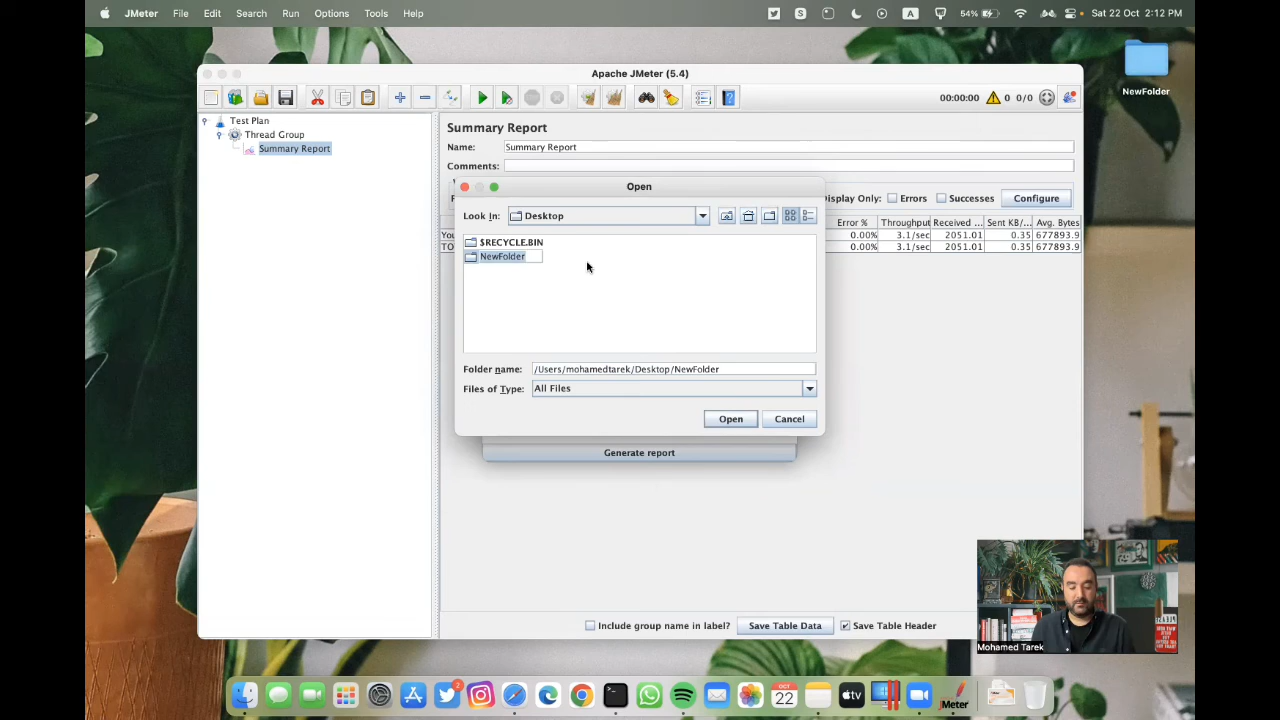 JMeter File Edit Search Run Options Tools Help
A 54% Sat 22 Oct 2:12 PM
NewFolder
Apache JMeter (5.4)
00:00:00 0 0/0
Test Plan
Thread Group
Summary Report
Summary Report
Name: Summary Report
Comments:
Open
Display Only: Errors Successes Configure
Look In: Desktop
Error % Throughput Received ... Sent KB/... Avg. Bytes
0.00% 3.1/sec 2051.01 0.35 677893.9
0.00% 3.1/sec 2051.01 0.35 677893.9
$RECYCLE.BIN
NewFolder
Folder name: /Users/mohamedtarek/Desktop/NewFolder
Files of Type: All Files
Open Cancel
Generate report
Include group name in label? Save Table Data Save Table Header
Mohamed Tarek
2
OCT
22
tv
JMeter